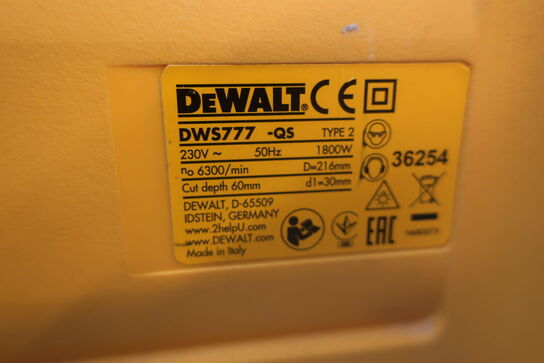 DEWALT® CE
DWS777 -QS TYPE 2
230V ~ 50Hz 1800W
n₀ 6300/min D=216mm
Cut depth 60mm d1=30mm
36254
DEWALT, D-65509
IDSTEIN, GERMANY
www.2helpU.com
www.DEWALT.com
Made in Italy
EAC